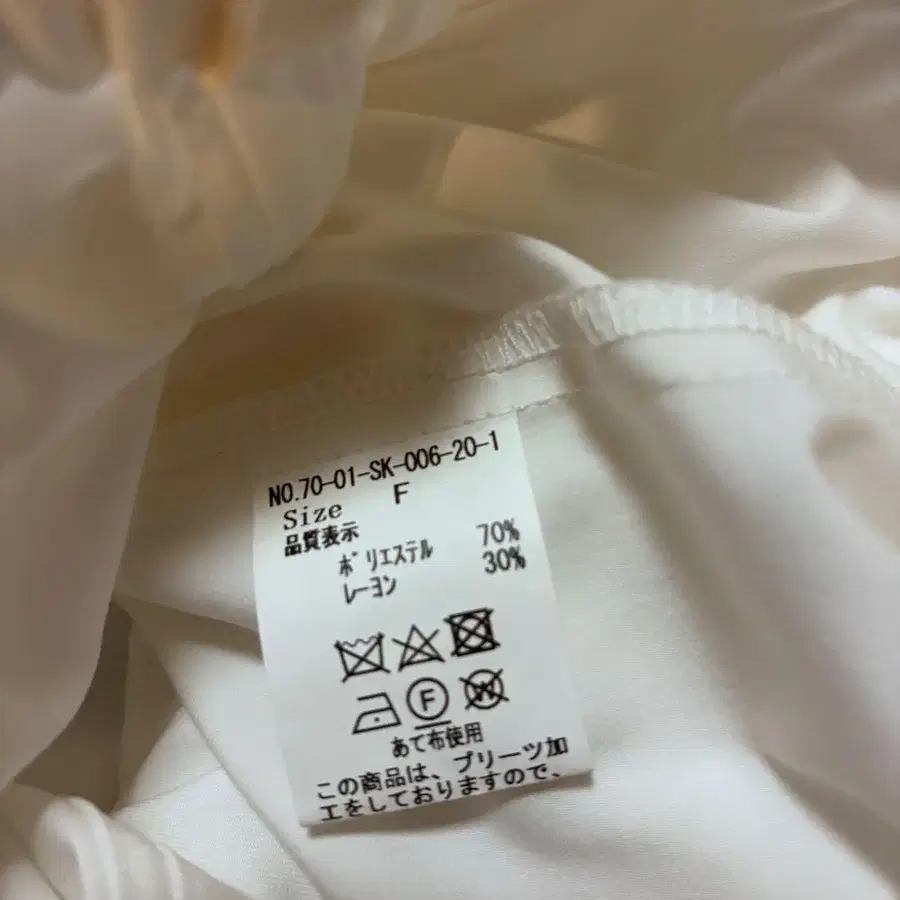 NO.70-01-SK-006-20-1
Size F
品質表示
ポリエステル 70%
レーヨン 30%
F W
あて布使用
この商品は、プリーツ加
工をしておりますので、